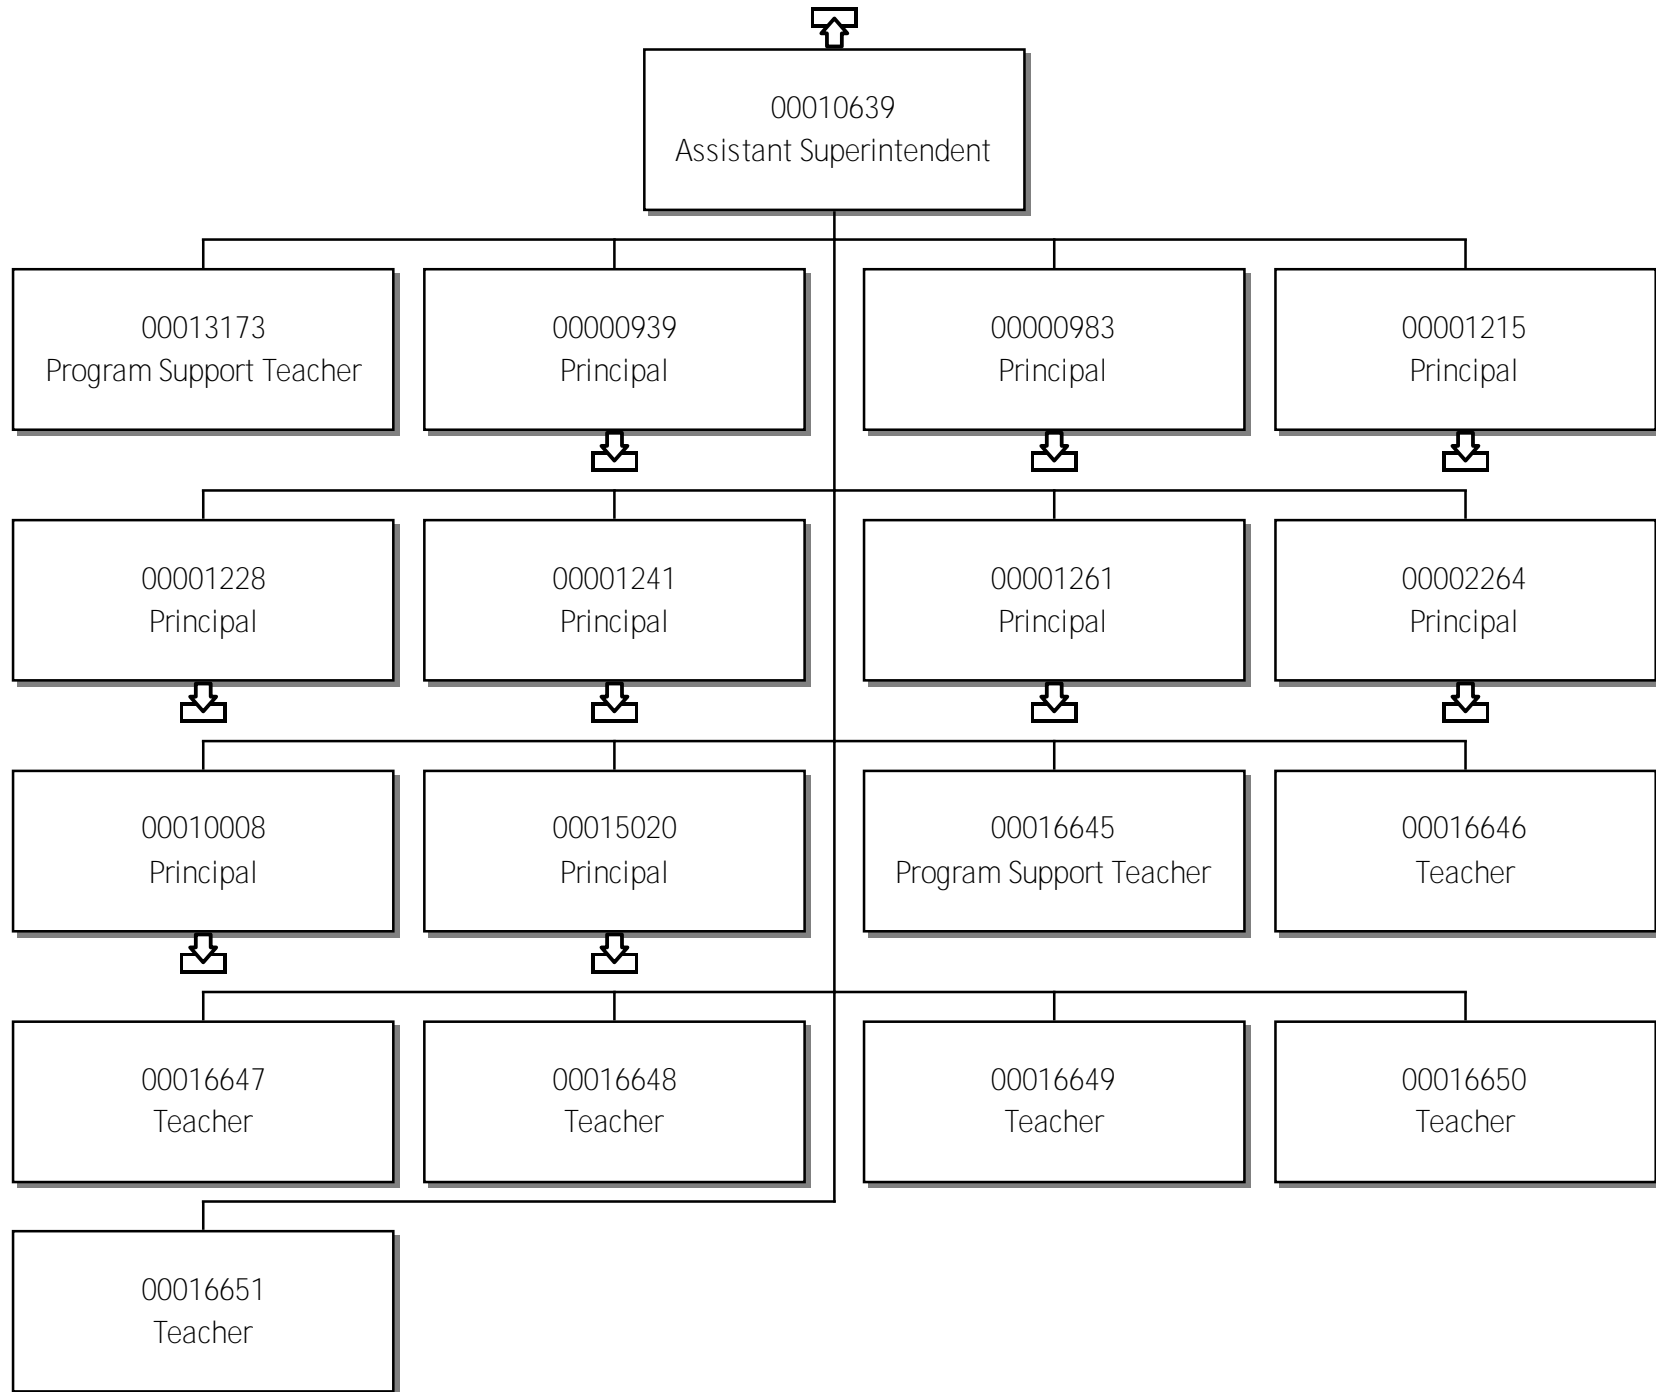 00010639
Assistant Superintendent
00013173
Program Support Teacher
00000939
Principal
00000983
Principal
00001215
Principal
00001228
Principal
00001241
Principal
00001261
Principal
00002264
Principal
00010008
Principal
00015020
Principal
00016645
Program Support Teacher
00016646
Teacher
00016647
Teacher
00016648
Teacher
00016649
Teacher
00016650
Teacher
00016651
Teacher